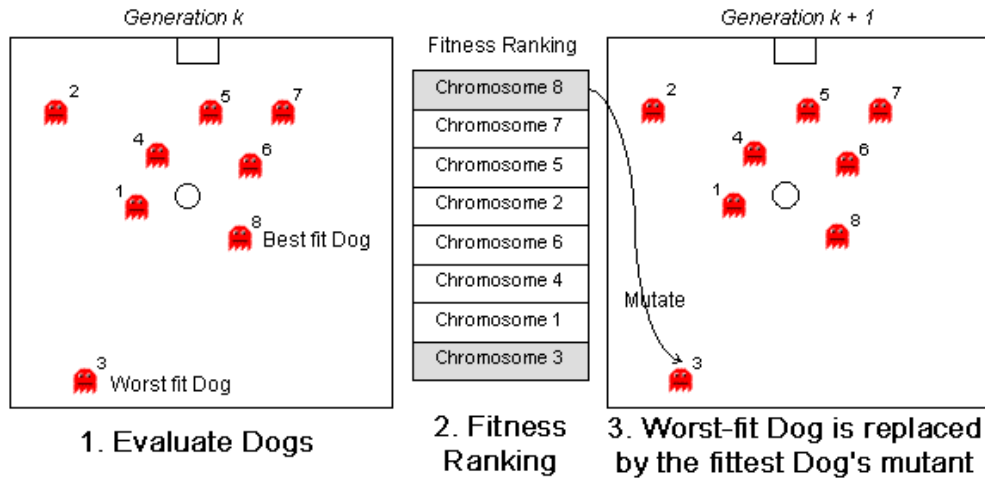 Generation k
2
5
7
4
6
1
8
Best fit Dog
3
Worst fit Dog
1. Evaluate Dogs
Fitness Ranking
Chromosome 8
Chromosome 7
Chromosome 5
Chromosome 2
Chromosome 6
Chromosome 4
Chromosome 1
Chromosome 3
2. Fitness
Ranking
Generation k + 1
2
5
7
4
6
1
8
Mutate
3
3. Worst-fit Dog is replaced
by the fittest Dog's mutant